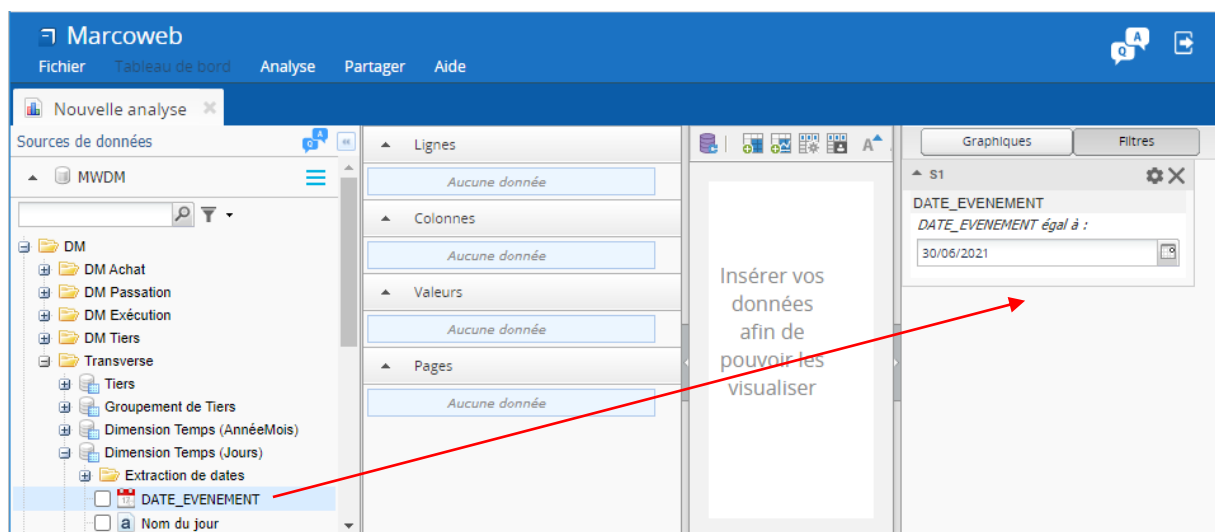 Marcoweb
Fichier Tableau de bord Analyse Partager Aide
Q A
Nouvelle analyse
Sources de données
Q A
MWDM
DM
DM Achat
DM Passation
DM Exécution
DM Tiers
Transverse
Tiers
Groupement de Tiers
Dimension Temps (AnnéeMois)
Dimension Temps (Jours)
Extraction de dates
DATE_EVENEMENT
a Nom du jour
Lignes
Aucune donnée
Colonnes
Aucune donnée
Valeurs
Aucune donnée
Pages
Aucune donnée
A
Insérer vos
données
afin de
pouvoir les
visualiser
Graphiques Filtres
S1
DATE_EVENEMENT
DATE_EVENEMENT égal à :
30/06/2021